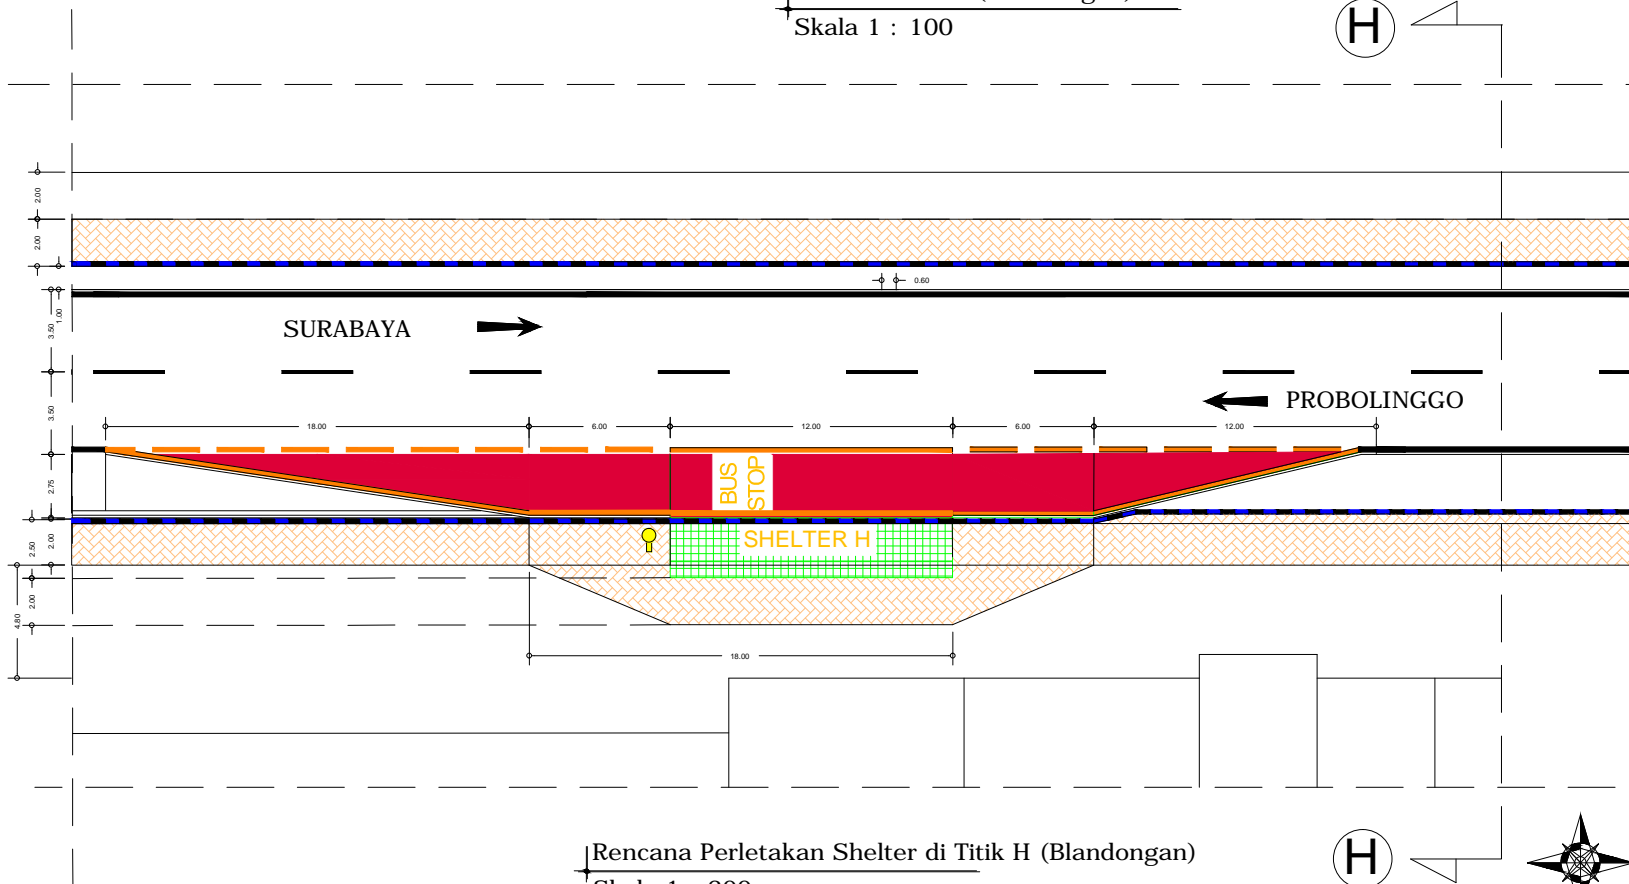 Skala 1 : 100
H
2.00
2.00
0.60
1.00
3.50
SURABAYA
PROBOLINGGO
3.50
18.00
6.00
12.00
6.00
12.00
BUS
STOP
2.75
2.50
2.00
SHELTER H
2.00
4.80
18.00
Rencana Perletakan Shelter di Titik H (Blandongan)
H